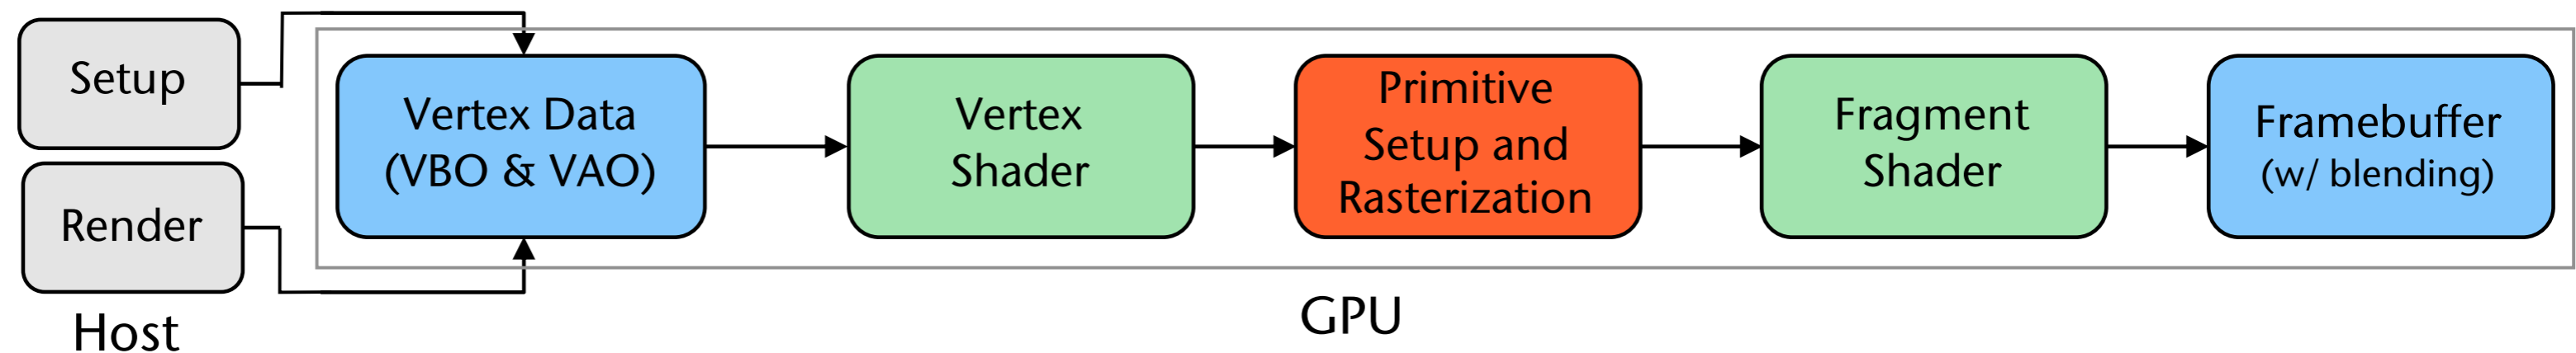 Setup
Render
Host
Vertex Data
(VBO & VAO)
Vertex
Shader
Primitive
Setup and
Rasterization
Fragment
Shader
Framebuffer
(w/ blending)
GPU